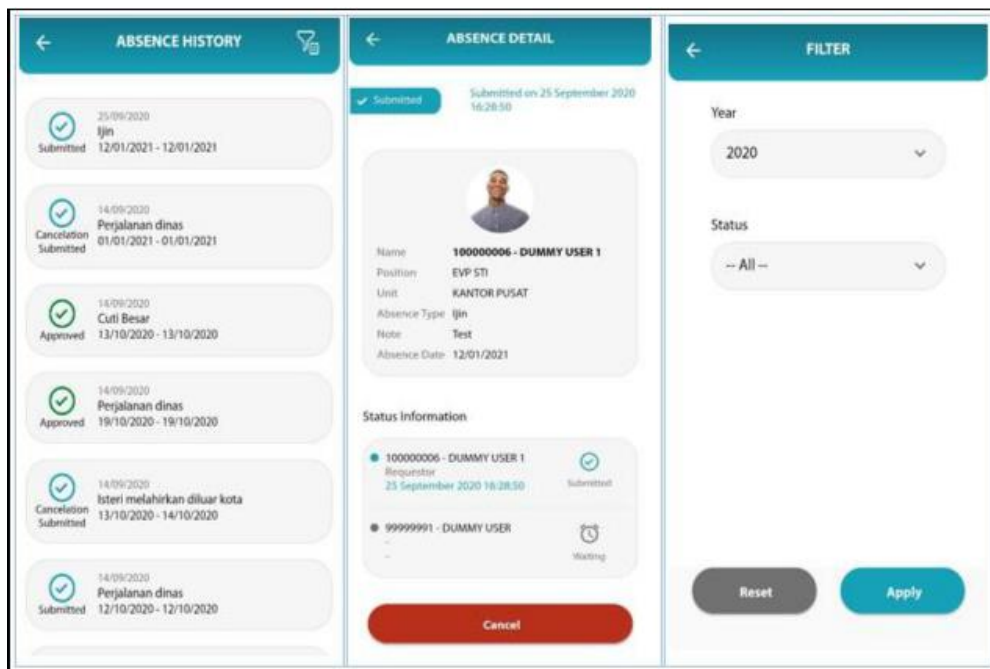 ABSENCE HISTORY
25/09/2020
Ijin
Submitted
12/01/2021 - 12/01/2021
14/09/2020
Perjalanan dinas
Cancelation
Submitted
01/01/2021 - 01/01/2021
14/09/2020
Cuti Besar
Approved
13/10/2020 - 13/10/2020
14/09/2020
Perjalanan dinas
Approved
19/10/2020 - 19/10/2020
14/09/2020
Isteri melahirkan diluar kota
Cancelation
Submitted
13/10/2020 - 14/10/2020
14/09/2020
Perjalanan dinas
Submitted
12/10/2020 - 12/10/2020
ABSENCE DETAIL
Submitted
Submitted on 25 September 2020
16:28:50
Name 100000006 - DUMMY USER 1
Position EVP STI
Unit KANTOR PUSAT
Absence Type Ijin
Note Test
Absence Date 12/01/2021
Status Information
100000006 - DUMMY USER 1
Requestor
25 September 2020 16:28:50
Submitted
99999991 - DUMMY USER
-
-
Waiting
Cancel
FILTER
Year
2020
Status
-- All --
Reset
Apply